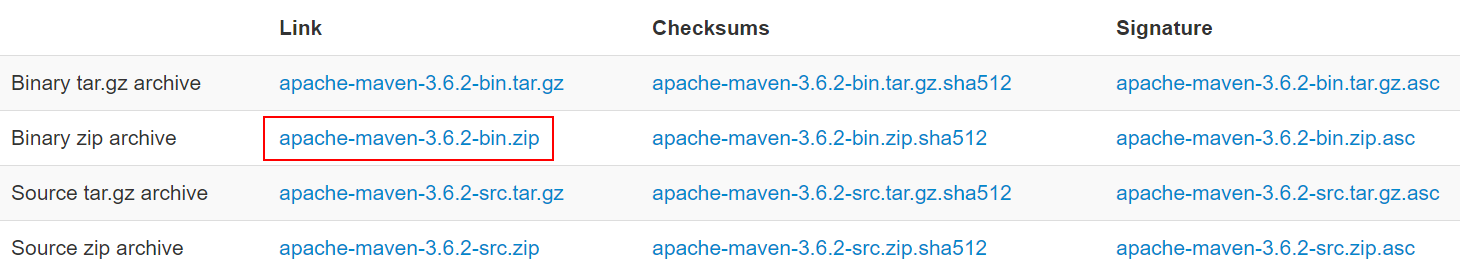 Link Checksums Signature
Binary tar.gz archive apache-maven-3.6.2-bin.tar.gz apache-maven-3.6.2-bin.tar.gz.sha512 apache-maven-3.6.2-bin.tar.gz.asc
Binary zip archive apache-maven-3.6.2-bin.zip apache-maven-3.6.2-bin.zip.sha512 apache-maven-3.6.2-bin.zip.asc
Source tar.gz archive apache-maven-3.6.2-src.tar.gz apache-maven-3.6.2-src.tar.gz.sha512 apache-maven-3.6.2-src.tar.gz.asc
Source zip archive apache-maven-3.6.2-src.zip apache-maven-3.6.2-src.zip.sha512 apache-maven-3.6.2-src.zip.asc